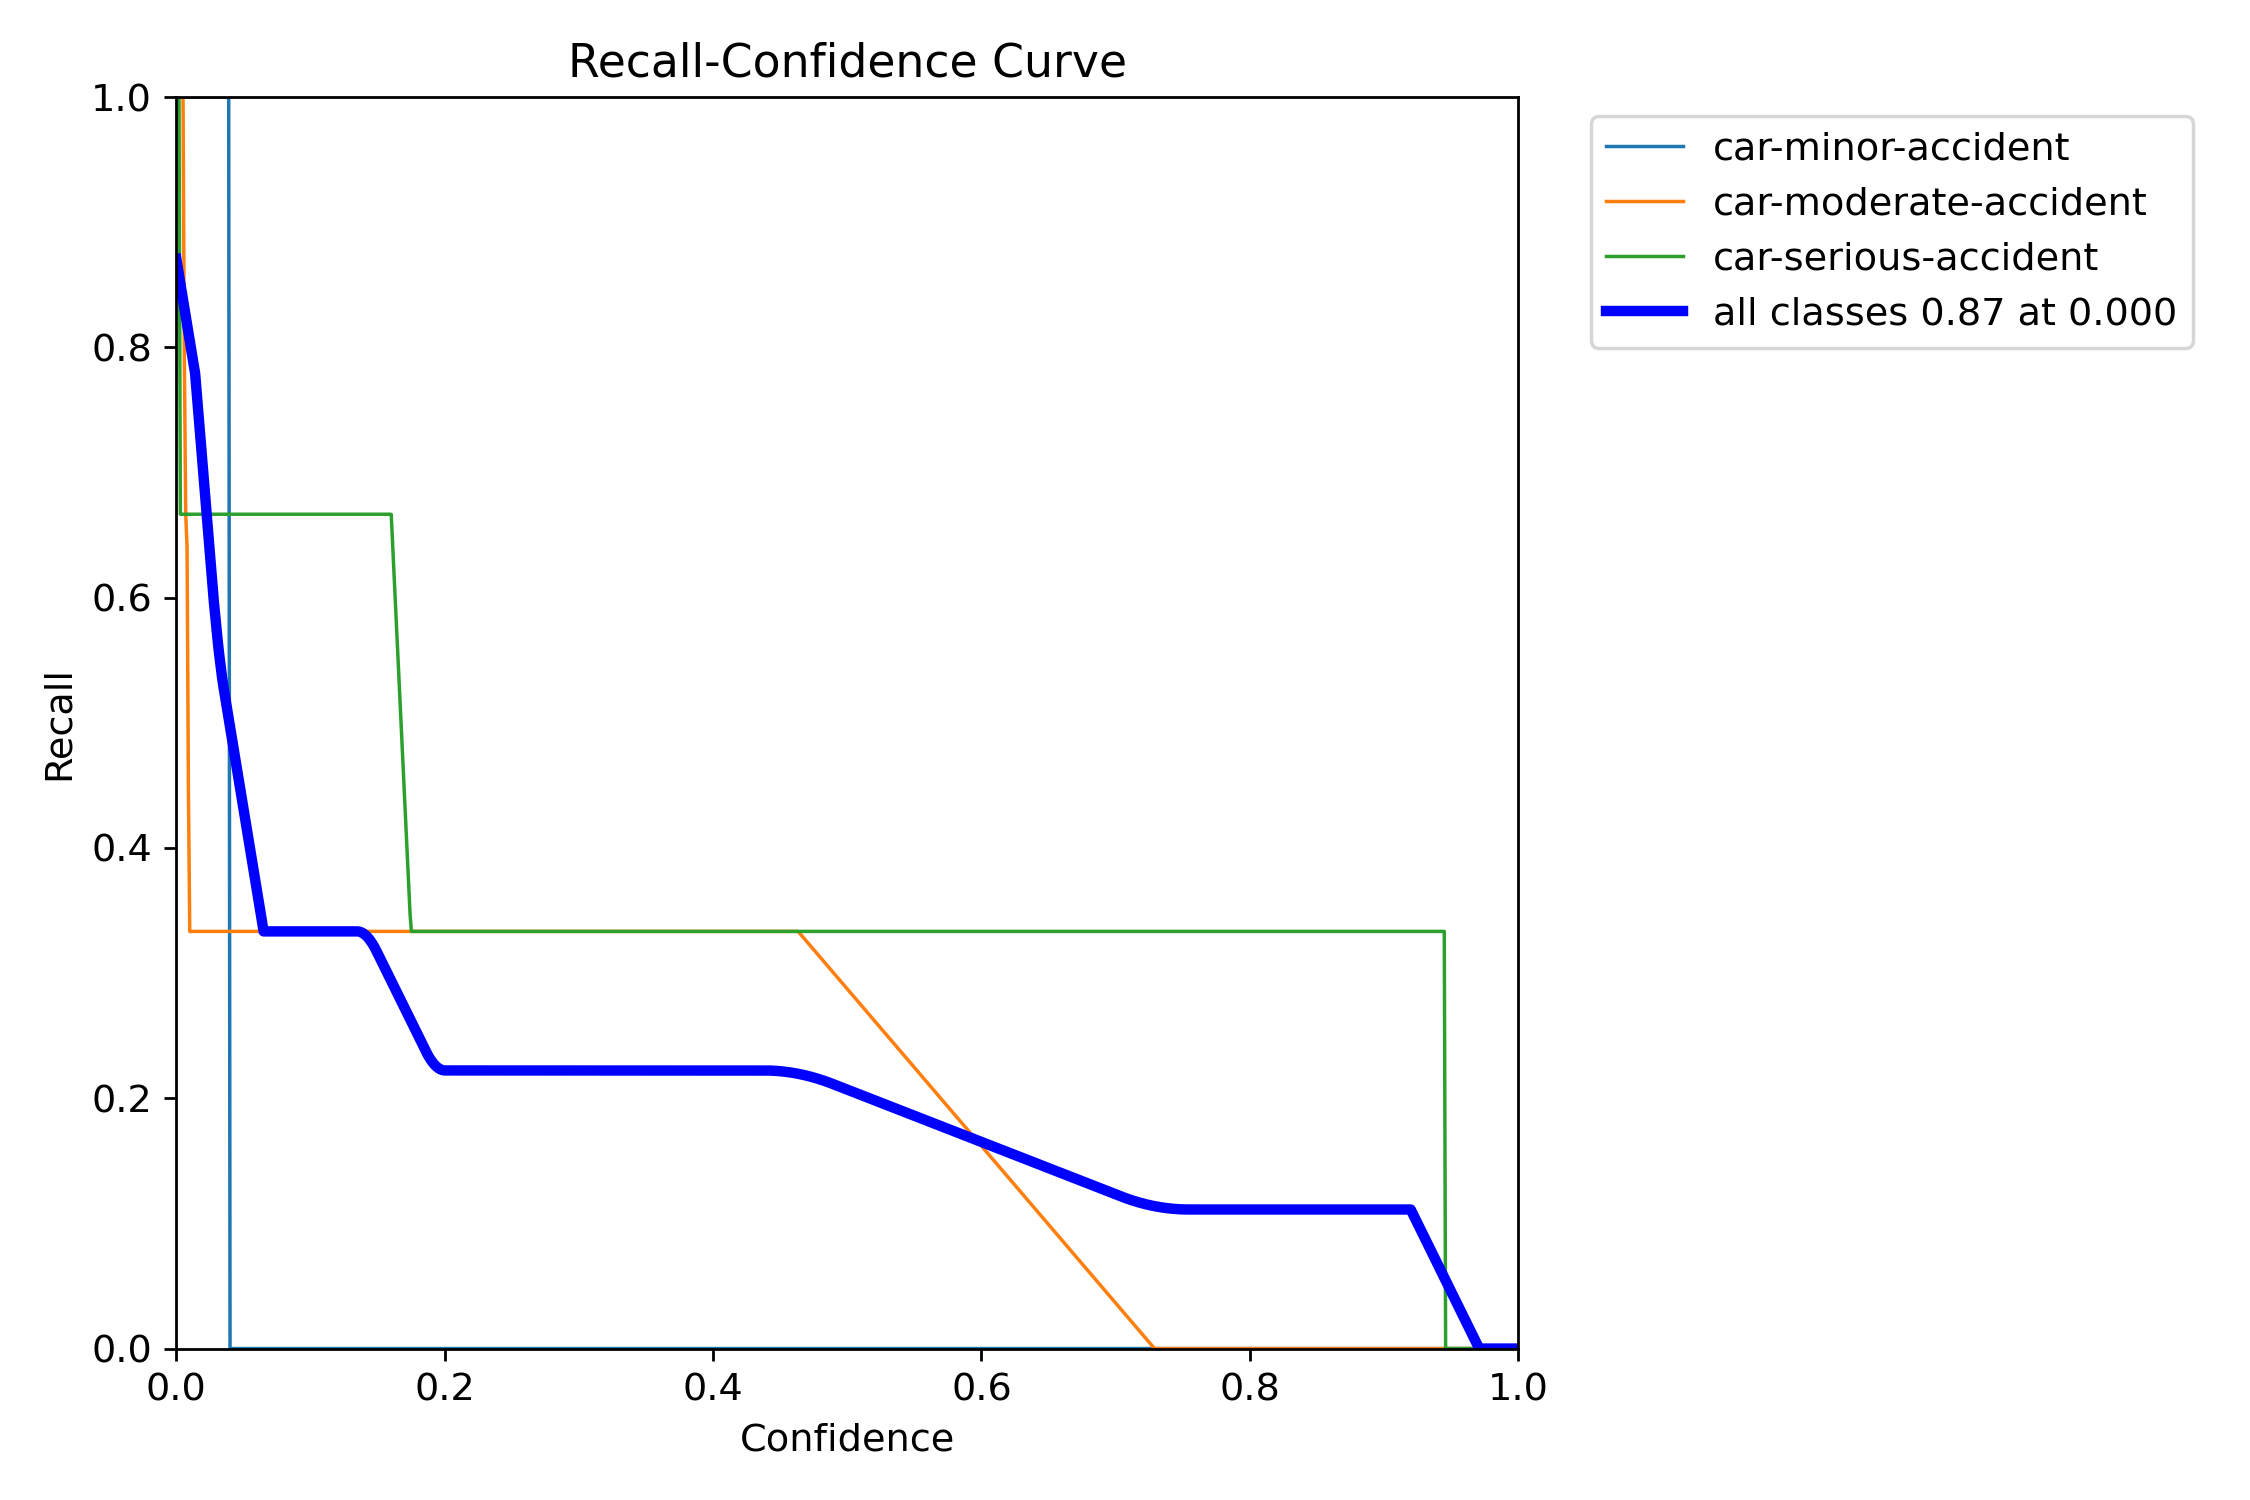 Recall-Confidence Curve
1.0
0.8
0.6
0.4
0.2
0.0
Recall
0.0 0.2 0.4 0.6 0.8 1.0
Confidence
car-minor-accident
car-moderate-accident
car-serious-accident
all classes 0.87 at 0.000